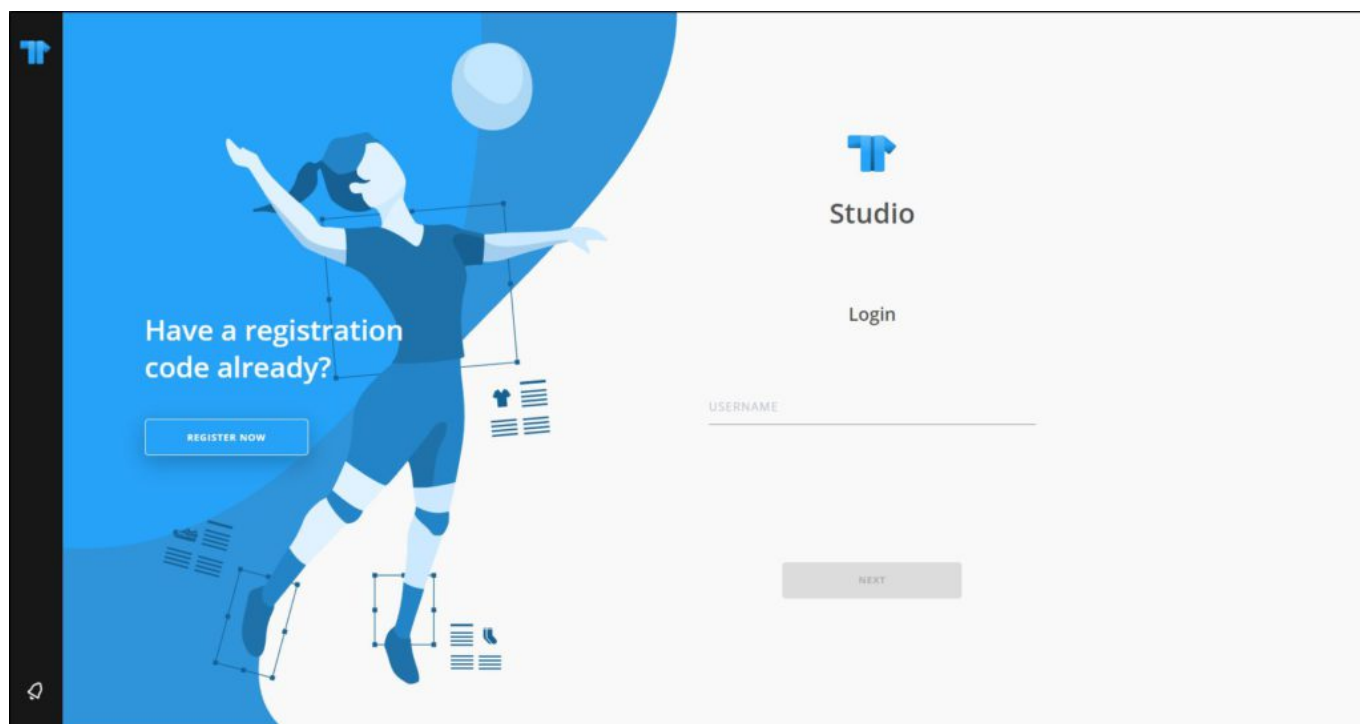 Have a registration
code already?
REGISTER NOW
Studio
Login
USERNAME
NEXT